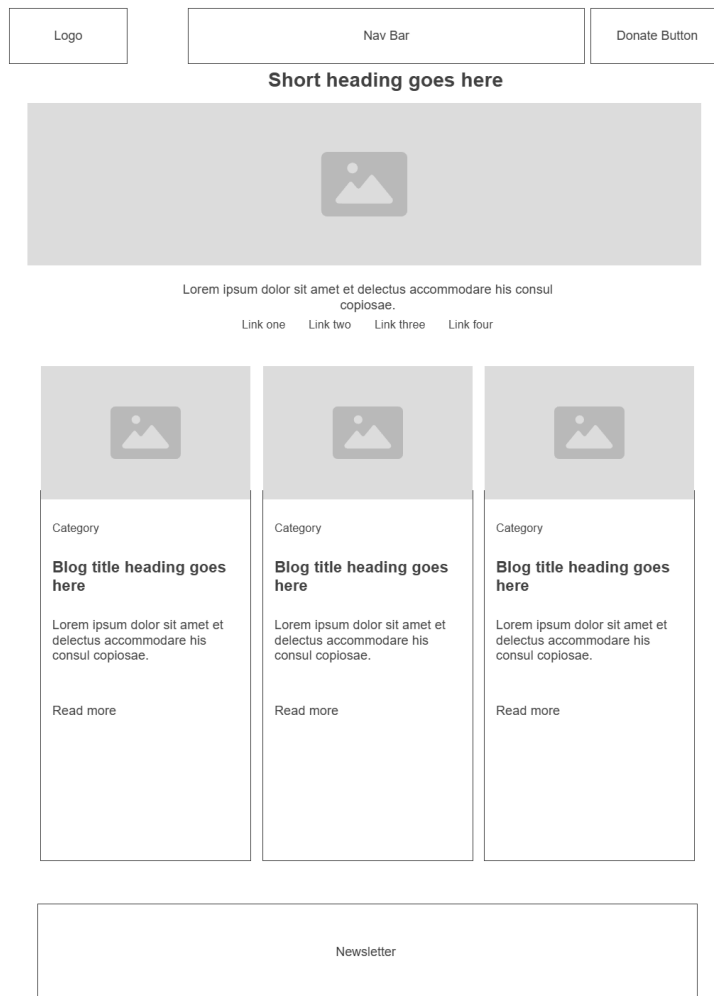 Logo
Nav Bar
Donate Button
Short heading goes here
Lorem ipsum dolor sit amet et delectus accommodare his consul
copiosae.
Link one
Link two
Link three
Link four
Category
Blog title heading goes
here
Lorem ipsum dolor sit amet et
delectus accommodare his
consul copiosae.
Read more
Category
Blog title heading goes
here
Lorem ipsum dolor sit amet et
delectus accommodare his
consul copiosae.
Read more
Category
Blog title heading goes
here
Lorem ipsum dolor sit amet et
delectus accommodare his
consul copiosae.
Read more
Newsletter